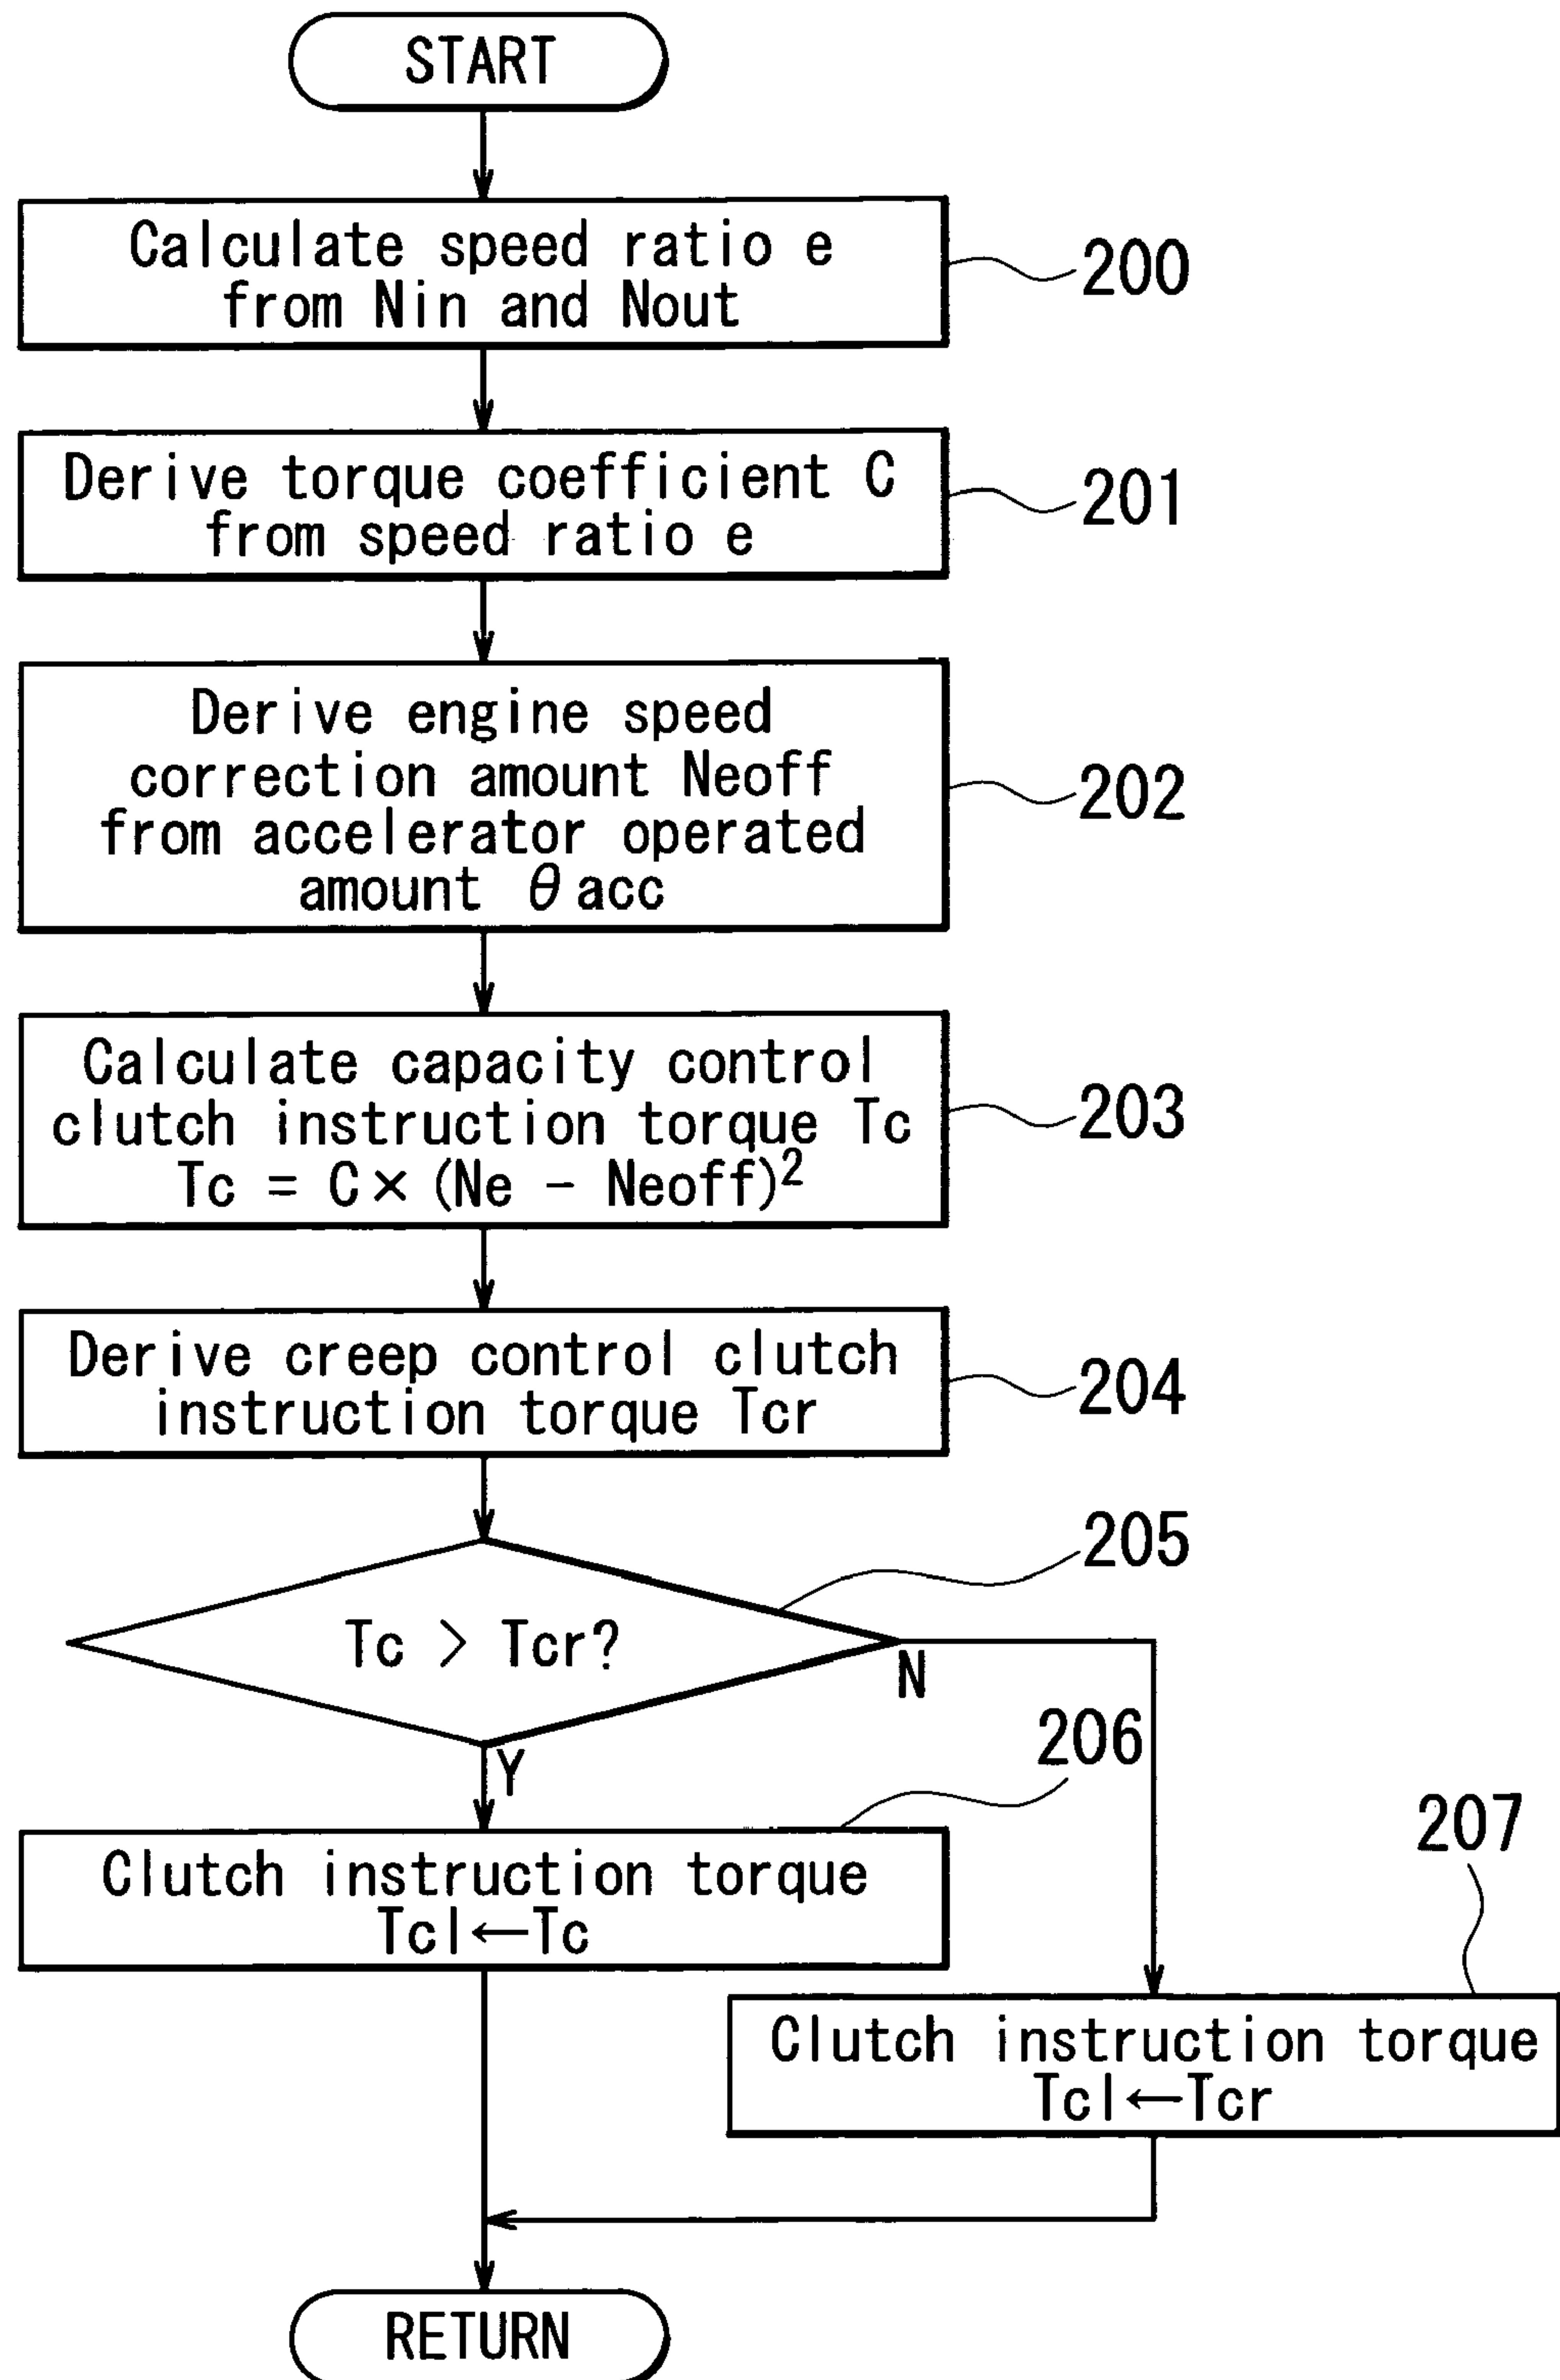 START
Calculate speed ratio e
from Nin and Nout
200
Derive torque coefficient C
from speed ratio e
201
Derive engine speed
correction amount Neoff
from accelerator operated
amount θacc
202
Calculate capacity control
clutch instruction torque Tc
Tc = C × (Ne - Neoff)²
203
Derive creep control clutch
instruction torque Tcr
204
205
Tc > Tcr?
N
Y
206
Clutch instruction torque
Tcl←Tc
207
Clutch instruction torque
Tcl←Tcr
RETURN